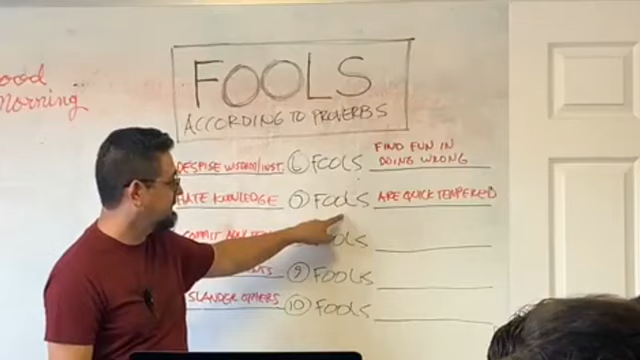 Good
Morning
FOOLS
ACCORDING TO PROVERBS
DESPISE WISDOM/INST.
⑥ FOOLS FIND FUN IN
DOING WRONG
HATE KNOWLEDGE
⑦ FOOLS ARE QUICK TEMPERED
OOLS
⑨ FOOLS
SLANDER OTHERS
⑩ FOOLS